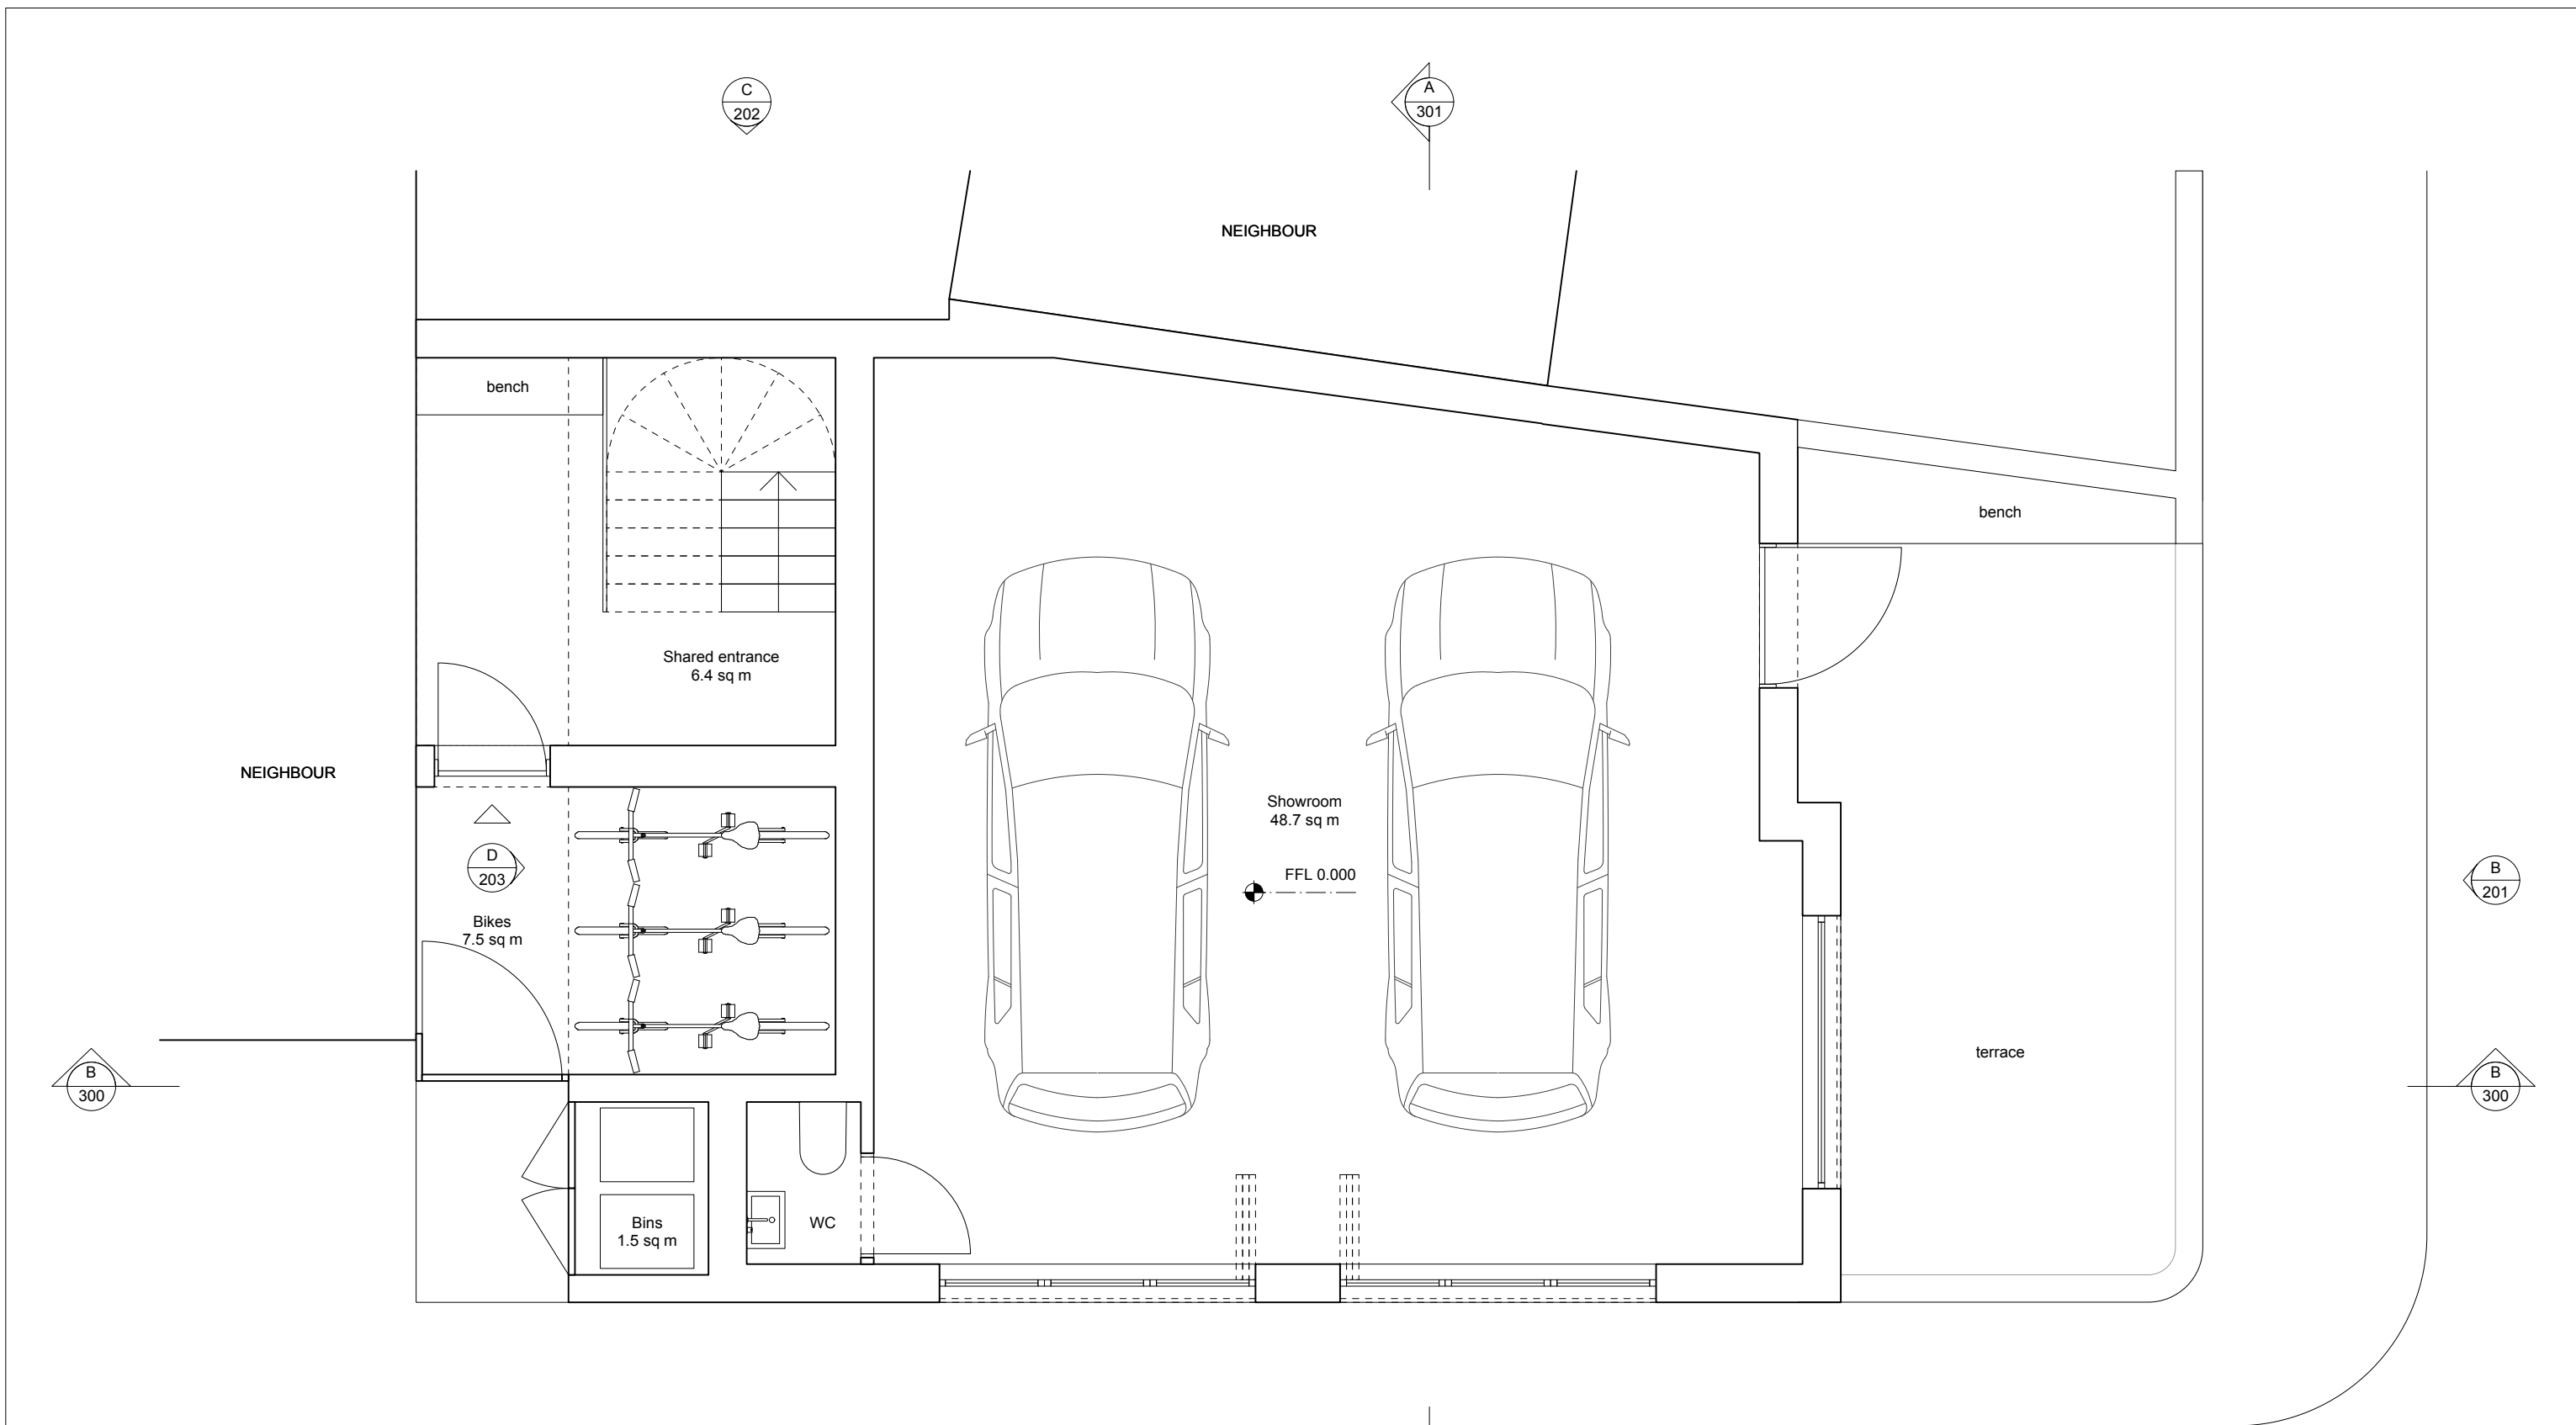 C
202
A
301
NEIGHBOUR
bench
bench
Shared entrance
6.4 sq m
NEIGHBOUR
Showroom
48.7 sq m
D
203
FFL 0.000
B
201
Bikes
7.5 sq m
terrace
B
300
B
300
Bins
1.5 sq m
WC